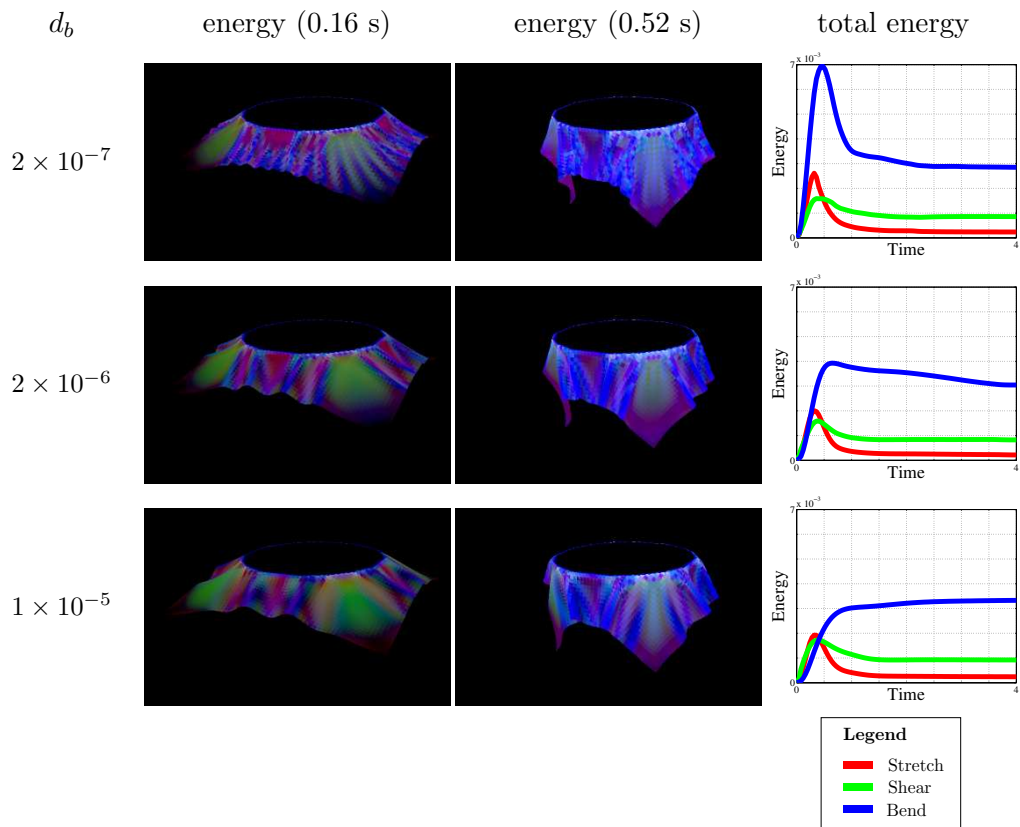 d_b energy (0.16 s) energy (0.52 s) total energy
2 × 10⁻⁷
7 x 10⁻³
Energy
0
0 Time 4
2 × 10⁻⁶
7 x 10⁻³
Energy
0
0 Time 4
1 × 10⁻⁵
7 x 10⁻³
Energy
0
0 Time 4
Legend
Stretch
Shear
Bend